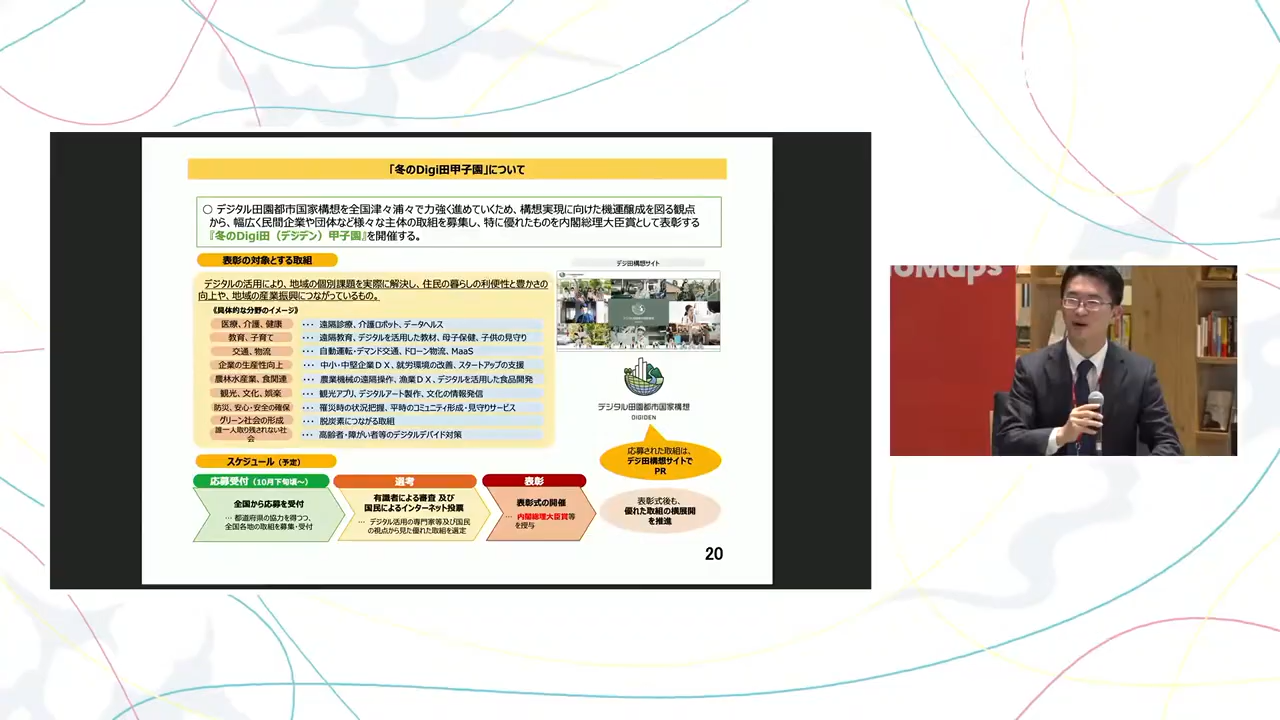 「冬のDigi田甲子園」について
○ デジタル田園都市国家構想を全国津々浦々で力強く進めていくため、構想実現に向けた機運醸成を図る観点
から、幅広く民間企業や団体など様々な主体の取組を募集し、特に優れたものを内閣総理大臣賞として表彰する
『冬のDigi田（デジデン）甲子園』を開催する。
表彰の対象とする取組
デジタルの活用により、地域の個別課題を実際に解決し、住民の暮らしの利便性と豊かさの
向上や、地域の産業振興につながっているもの。
《具体的な分野のイメージ》
医療、介護、健康 ･･･ 遠隔診療、介護ロボット、データヘルス
教育、子育て ･･･ 遠隔教育、デジタルを活用した教材、母子保健、子供の見守り
交通、物流 ･･･ 自動運転・デマンド交通、ドローン物流、MaaS
企業の生産性向上 ･･･ 中小・中堅企業ＤＸ、就労環境の改善、スタートアップの支援
農林水産業、食関連 ･･･ 農業機械の遠隔操作、漁業ＤＸ、デジタルを活用した食品開発
観光、文化、娯楽 ･･･ 観光アプリ、デジタルアート製作、文化の情報発信
防災、安心・安全の確保 ･･･ 罹災時の状況把握、平時のコミュニティ形成・見守りサービス
グリーン社会の形成 ･･･ 脱炭素につながる取組
誰一人取り残されない社
会 ･･･ 高齢者・障がい者等のデジタルデバイド対策
デジ田構想サイト
デジタル田園都市国家構想
DIGIDEN
応募された取組は、
デジ田構想サイトで
PR
スケジュール（予定）
応募受付（10月下旬頃～）
全国から応募を受付
… 都道府県の協力を得つつ、
全国各地の取組を募集・受付
選考
有識者による審査 及び
国民によるインターネット投票
… デジタル活用の専門家等及び国民
の視点から見た優れた取組を選定
表彰
表彰式の開催
… 内閣総理大臣賞等
を授与
表彰式後も、
優れた取組の横展開
を推進
20
oMaps